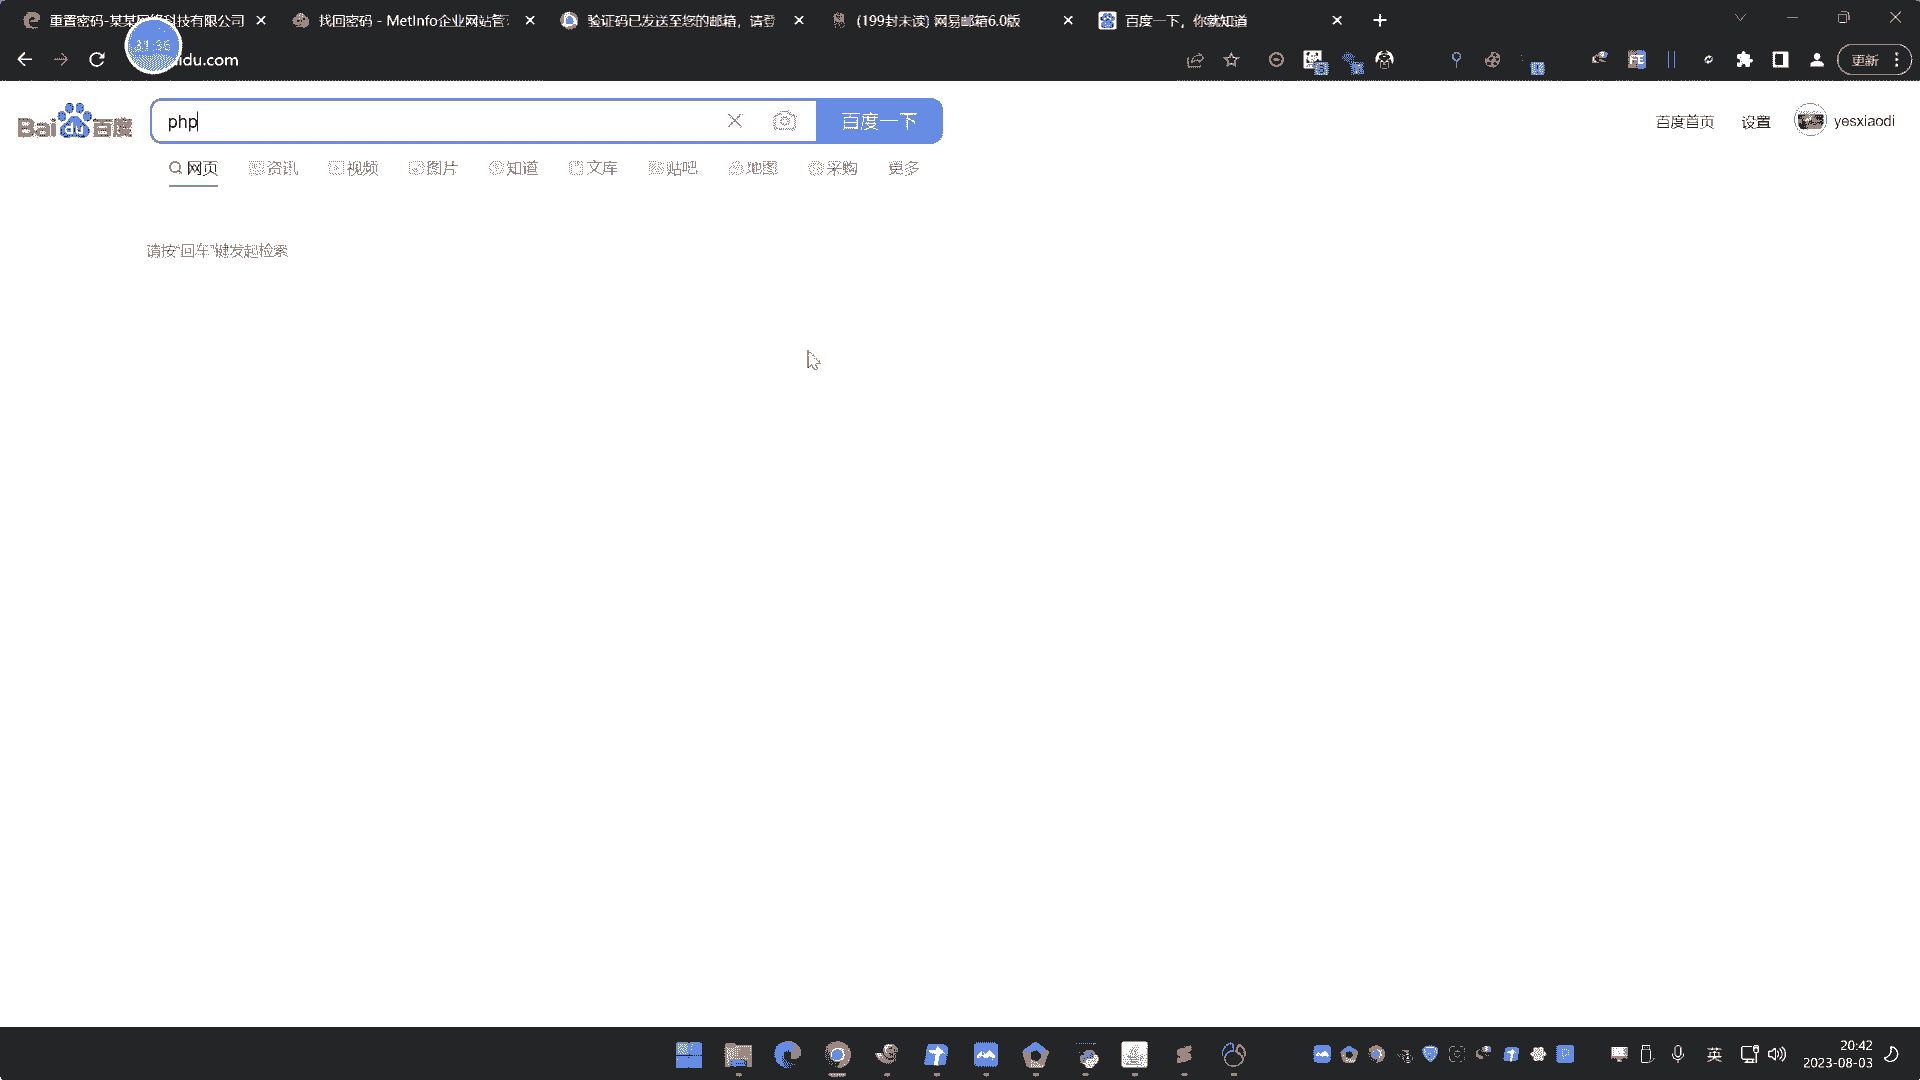 重置密码-某某网络科技有限公司
找回密码 - MetInfo企业网站管
验证码已发送至您的邮箱，请登
(199封未读) 网易邮箱6.0版
百度一下，你就知道
31:36
idu.com
更新
Bai du 百度
php
百度一下
百度首页
设置
yesxiaodi
网页
资讯
视频
图片
知道
文库
贴吧
地图
采购
更多
请按“回车”键发起检索
英
20:42
2023-08-03